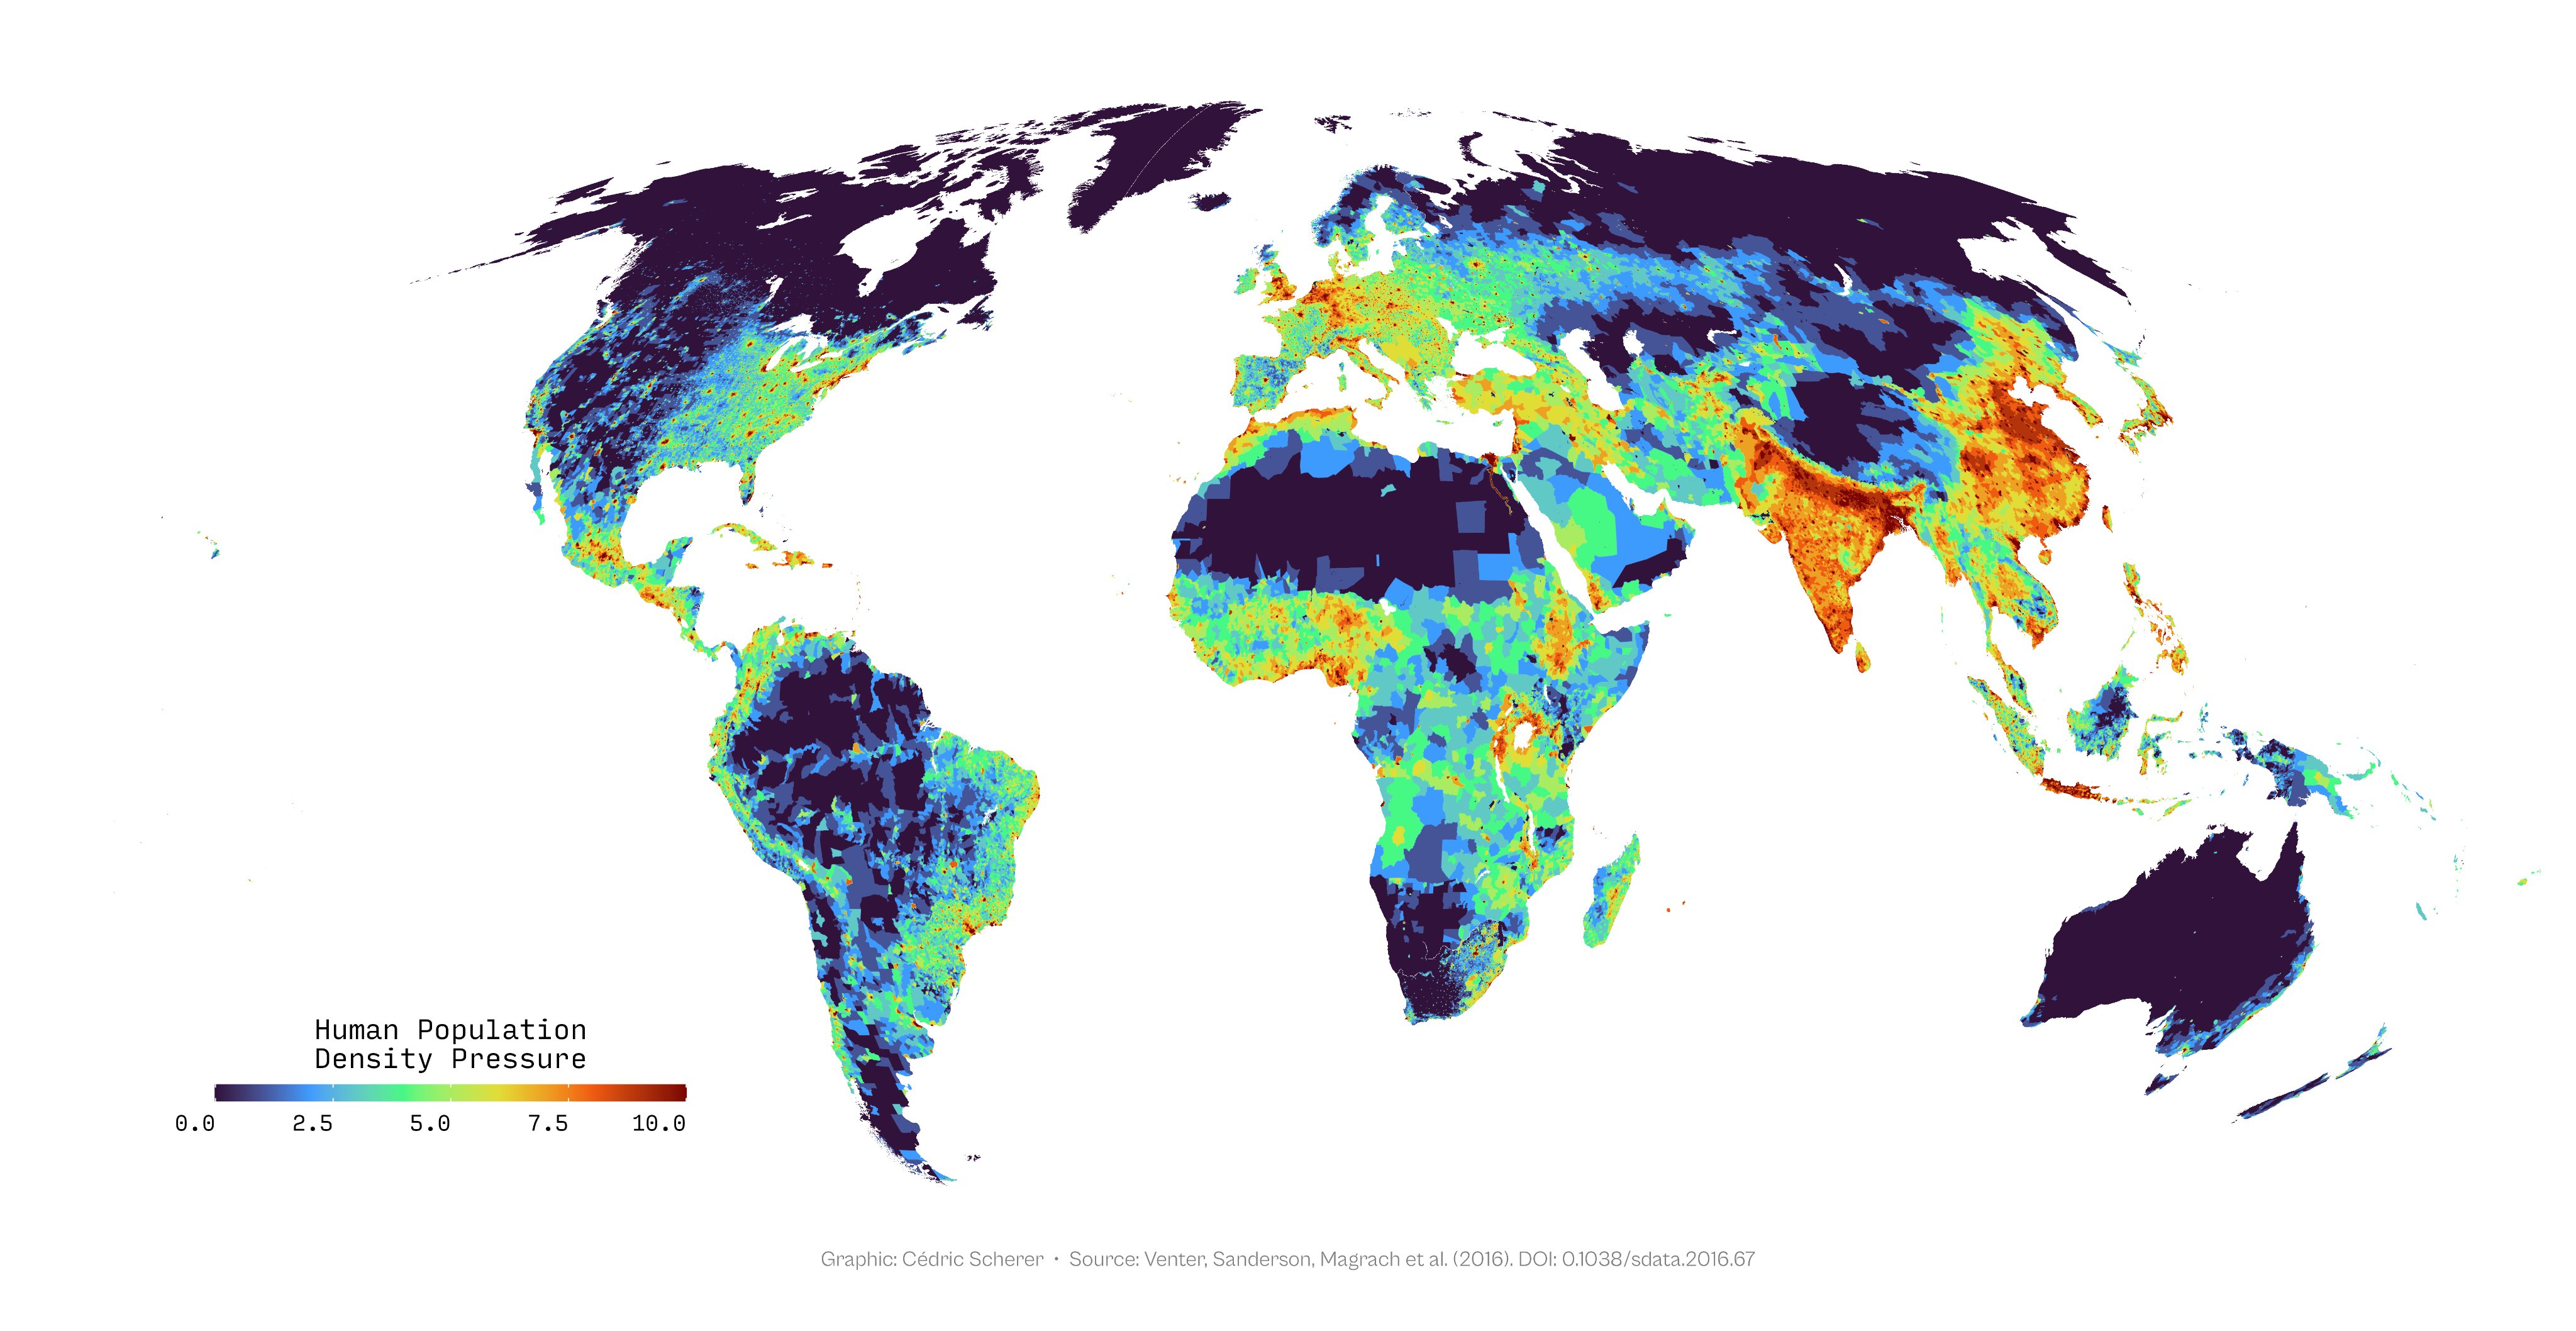 Human Population
Density Pressure
0.0 2.5 5.0 7.5 10.0
Graphic: Cédric Scherer • Source: Venter, Sanderson, Magrach et al. (2016). DOI: 0.1038/sdata.2016.67